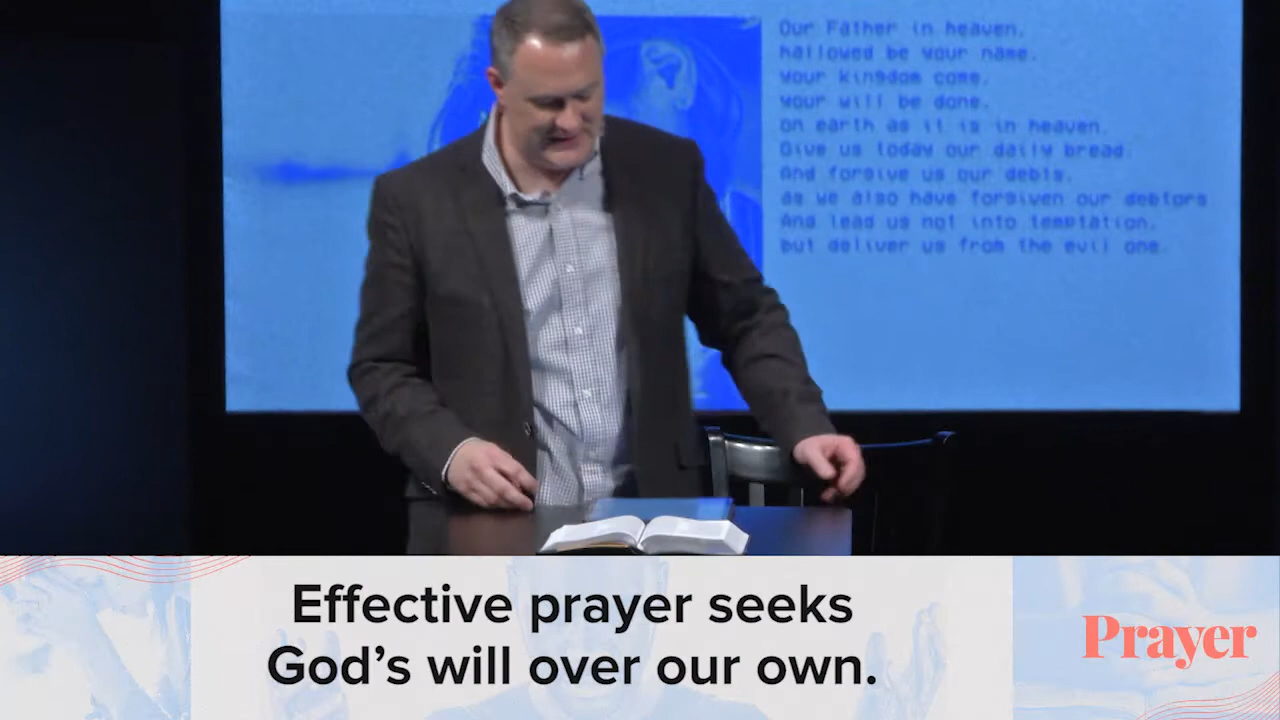 Our Father in heaven,
hallowed be your name.
your kingdom come.
your will be done.
on earth as it is in heaven.
Give us today our daily bread.
And forgive us our debts.
as we also have forgiven our debtors.
And lead us not into temptation,
but deliver us from the evil one.
Effective prayer seeks
God's will over our own.
Prayer